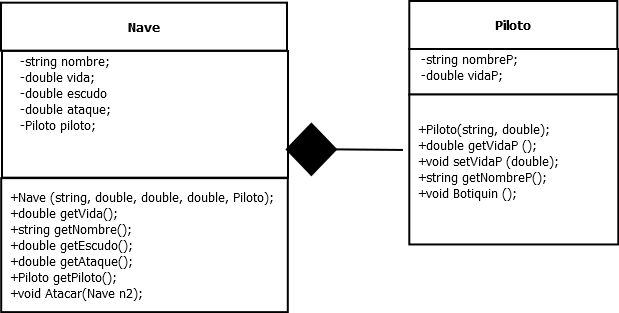 Nave
-string nombre;
-double vida;
-double escudo
-double ataque;
-Piloto piloto;
+Nave (string, double, double, double, Piloto);
+double getVida();
+string getNombre();
+double getEscudo();
+double getAtaque();
+Piloto getPiloto();
+void Atacar(Nave n2);
Piloto
-string nombreP;
-double vidaP;
+Piloto(string, double);
+double getVidaP ();
+void setVidaP (double);
+string getNombreP();
+void Botiquin ();